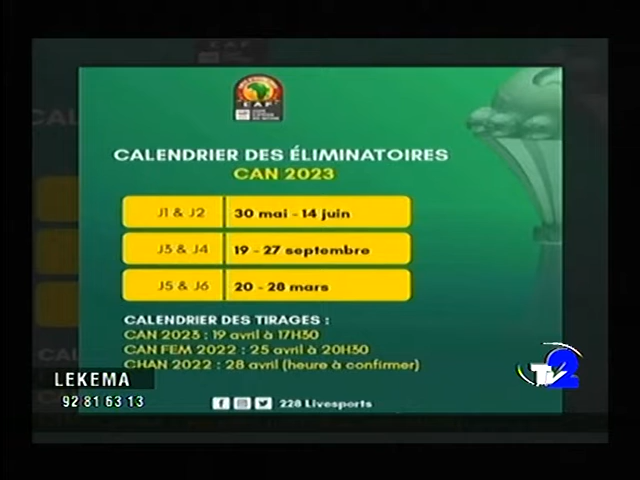 CAF
CALENDRIER DES ÉLIMINATOIRES
CAN 2023
J1 & J2 30 mai - 14 juin
J3 & J4 19 - 27 septembre
J5 & J6 20 - 28 mars
CALENDRIER DES TIRAGES :
CAN 2023 : 19 avril à 17H30
CAN FEM 2022 : 25 avril à 20H30
CHAN 2022 : 28 avril (heure à confirmer)
228 Livesports
LEKEMA
92 81 63 13
TV2